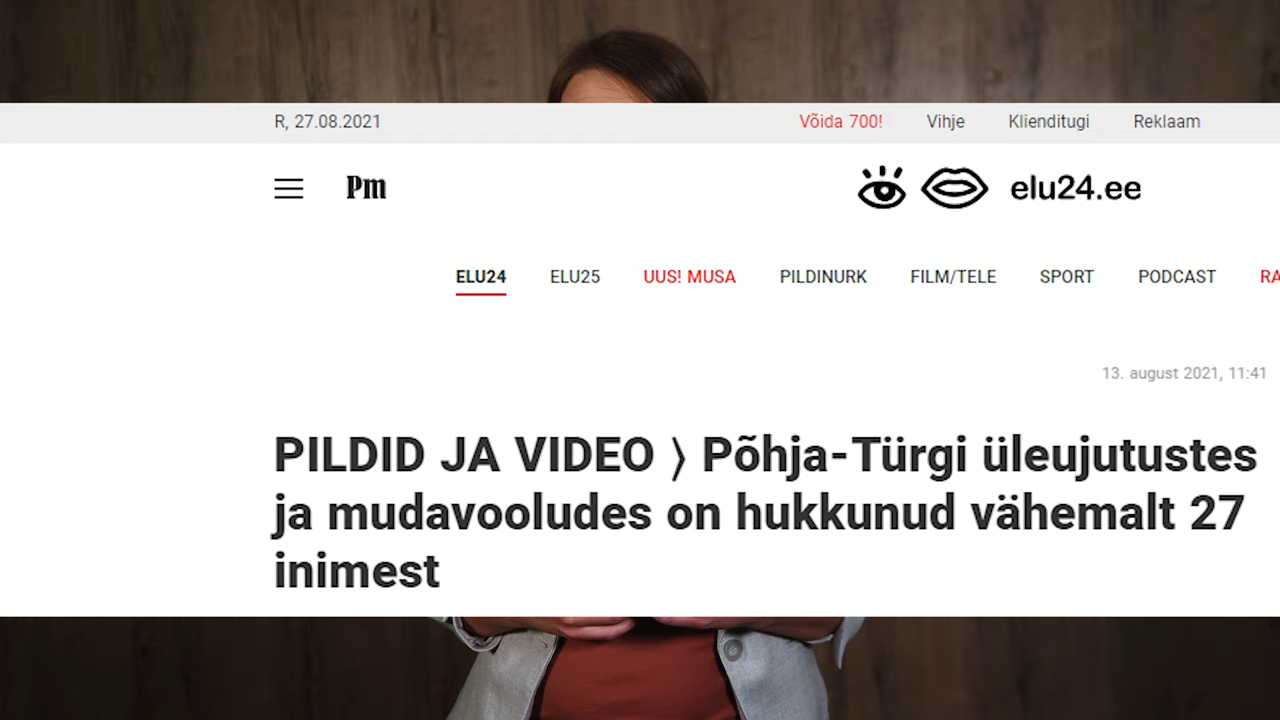 R, 27.08.2021 Võida 700! Vihje Klienditugi Reklaam
Pm elu24.ee
ELU24 ELU25 UUS! MUSA PILDINURK FILM/TELE SPORT PODCAST
13. august 2021, 11:41
PILDID JA VIDEO ⟩ Põhja-Türgi üleujutustes
ja mudavooludes on hukkunud vähemalt 27
inimest